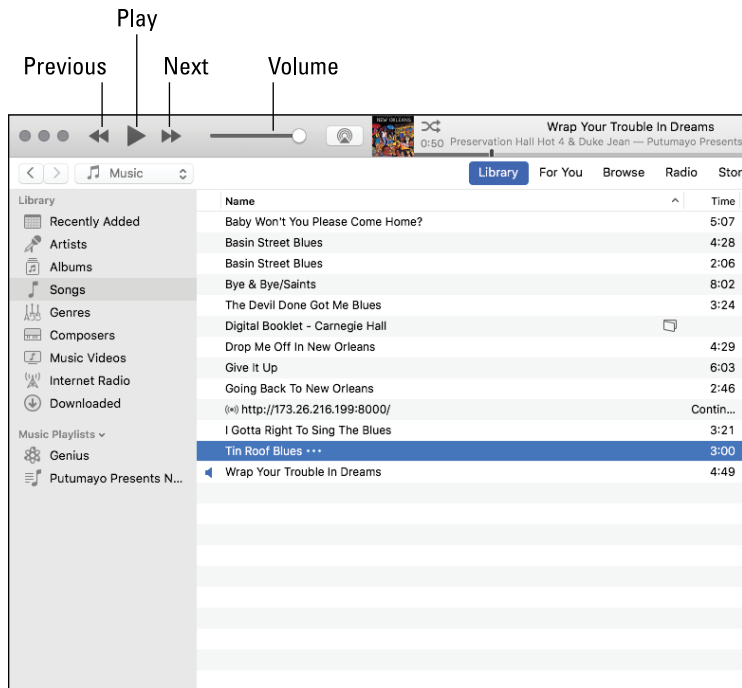 Play
Previous Next Volume
NEW ORLEANS
Wrap Your Trouble In Dreams
0:50 Preservation Hall Hot 4 & Duke Jean — Putumayo Presents
Music Library For You Browse Radio Stor
Library Name Time
Recently Added Baby Won't You Please Come Home? 5:07
Artists Basin Street Blues 4:28
Albums Basin Street Blues 2:06
Songs Bye & Bye/Saints 8:02
Genres The Devil Done Got Me Blues 3:24
Composers Digital Booklet - Carnegie Hall
Music Videos Drop Me Off In New Orleans 4:29
Internet Radio Give It Up 6:03
Downloaded Going Back To New Orleans 2:46
http://173.26.216.199:8000/ Contin...
Music Playlists I Gotta Right To Sing The Blues 3:21
Genius Tin Roof Blues ••• 3:00
Putumayo Presents N... Wrap Your Trouble In Dreams 4:49